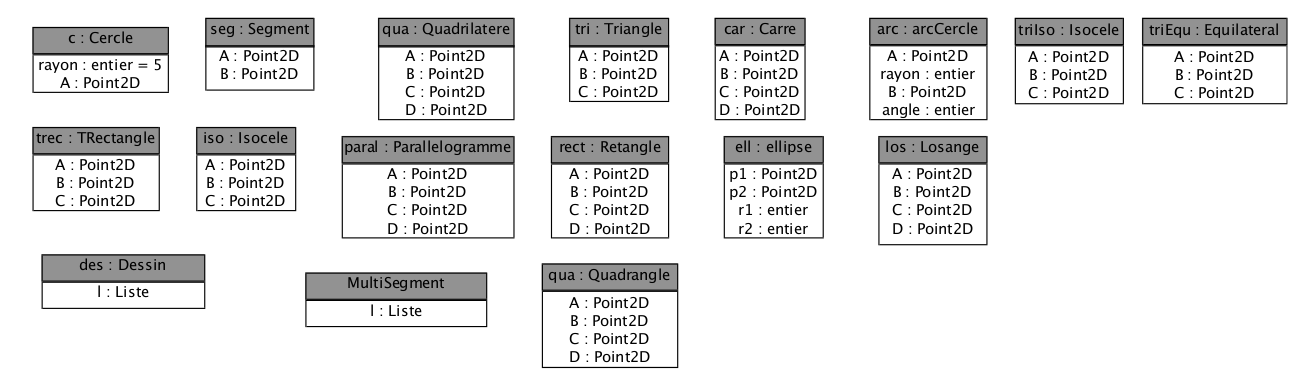 c : Cercle
rayon : entier = 5
A : Point2D
seg : Segment
A : Point2D
B : Point2D
qua : Quadrilatere
A : Point2D
B : Point2D
C : Point2D
D : Point2D
tri : Triangle
A : Point2D
B : Point2D
C : Point2D
car : Carre
A : Point2D
B : Point2D
C : Point2D
D : Point2D
arc : arcCercle
A : Point2D
rayon : entier
B : Point2D
angle : entier
triIso : Isocele
A : Point2D
B : Point2D
C : Point2D
triEqu : Equilateral
A : Point2D
B : Point2D
C : Point2D
trec : TRectangle
A : Point2D
B : Point2D
C : Point2D
iso : Isocele
A : Point2D
B : Point2D
C : Point2D
paral : Parallelogramme
A : Point2D
B : Point2D
C : Point2D
D : Point2D
rect : Retangle
A : Point2D
B : Point2D
C : Point2D
D : Point2D
ell : ellipse
p1 : Point2D
p2 : Point2D
r1 : entier
r2 : entier
los : Losange
A : Point2D
B : Point2D
C : Point2D
D : Point2D
des : Dessin
l : Liste
MultiSegment
l : Liste
qua : Quadrangle
A : Point2D
B : Point2D
C : Point2D
D : Point2D